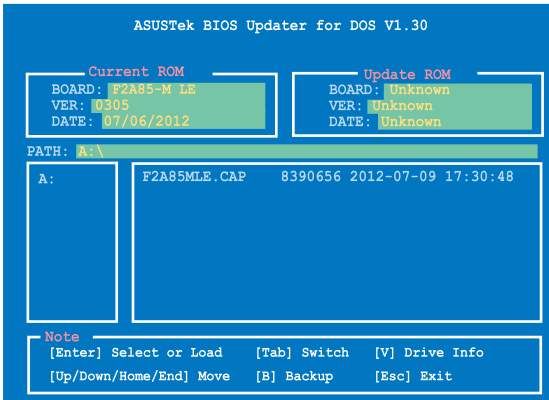 ASUSTek BIOS Updater for DOS V1.30
Current ROM
BOARD: F2A85-M LE
VER: 0305
DATE: 07/06/2012
Update ROM
BOARD: Unknown
VER: Unknown
DATE: Unknown
PATH: A:\
A:
F2A85MLE.CAP 8390656 2012-07-09 17:30:48
Note
[Enter] Select or Load [Tab] Switch [V] Drive Info
[Up/Down/Home/End] Move [B] Backup [Esc] Exit